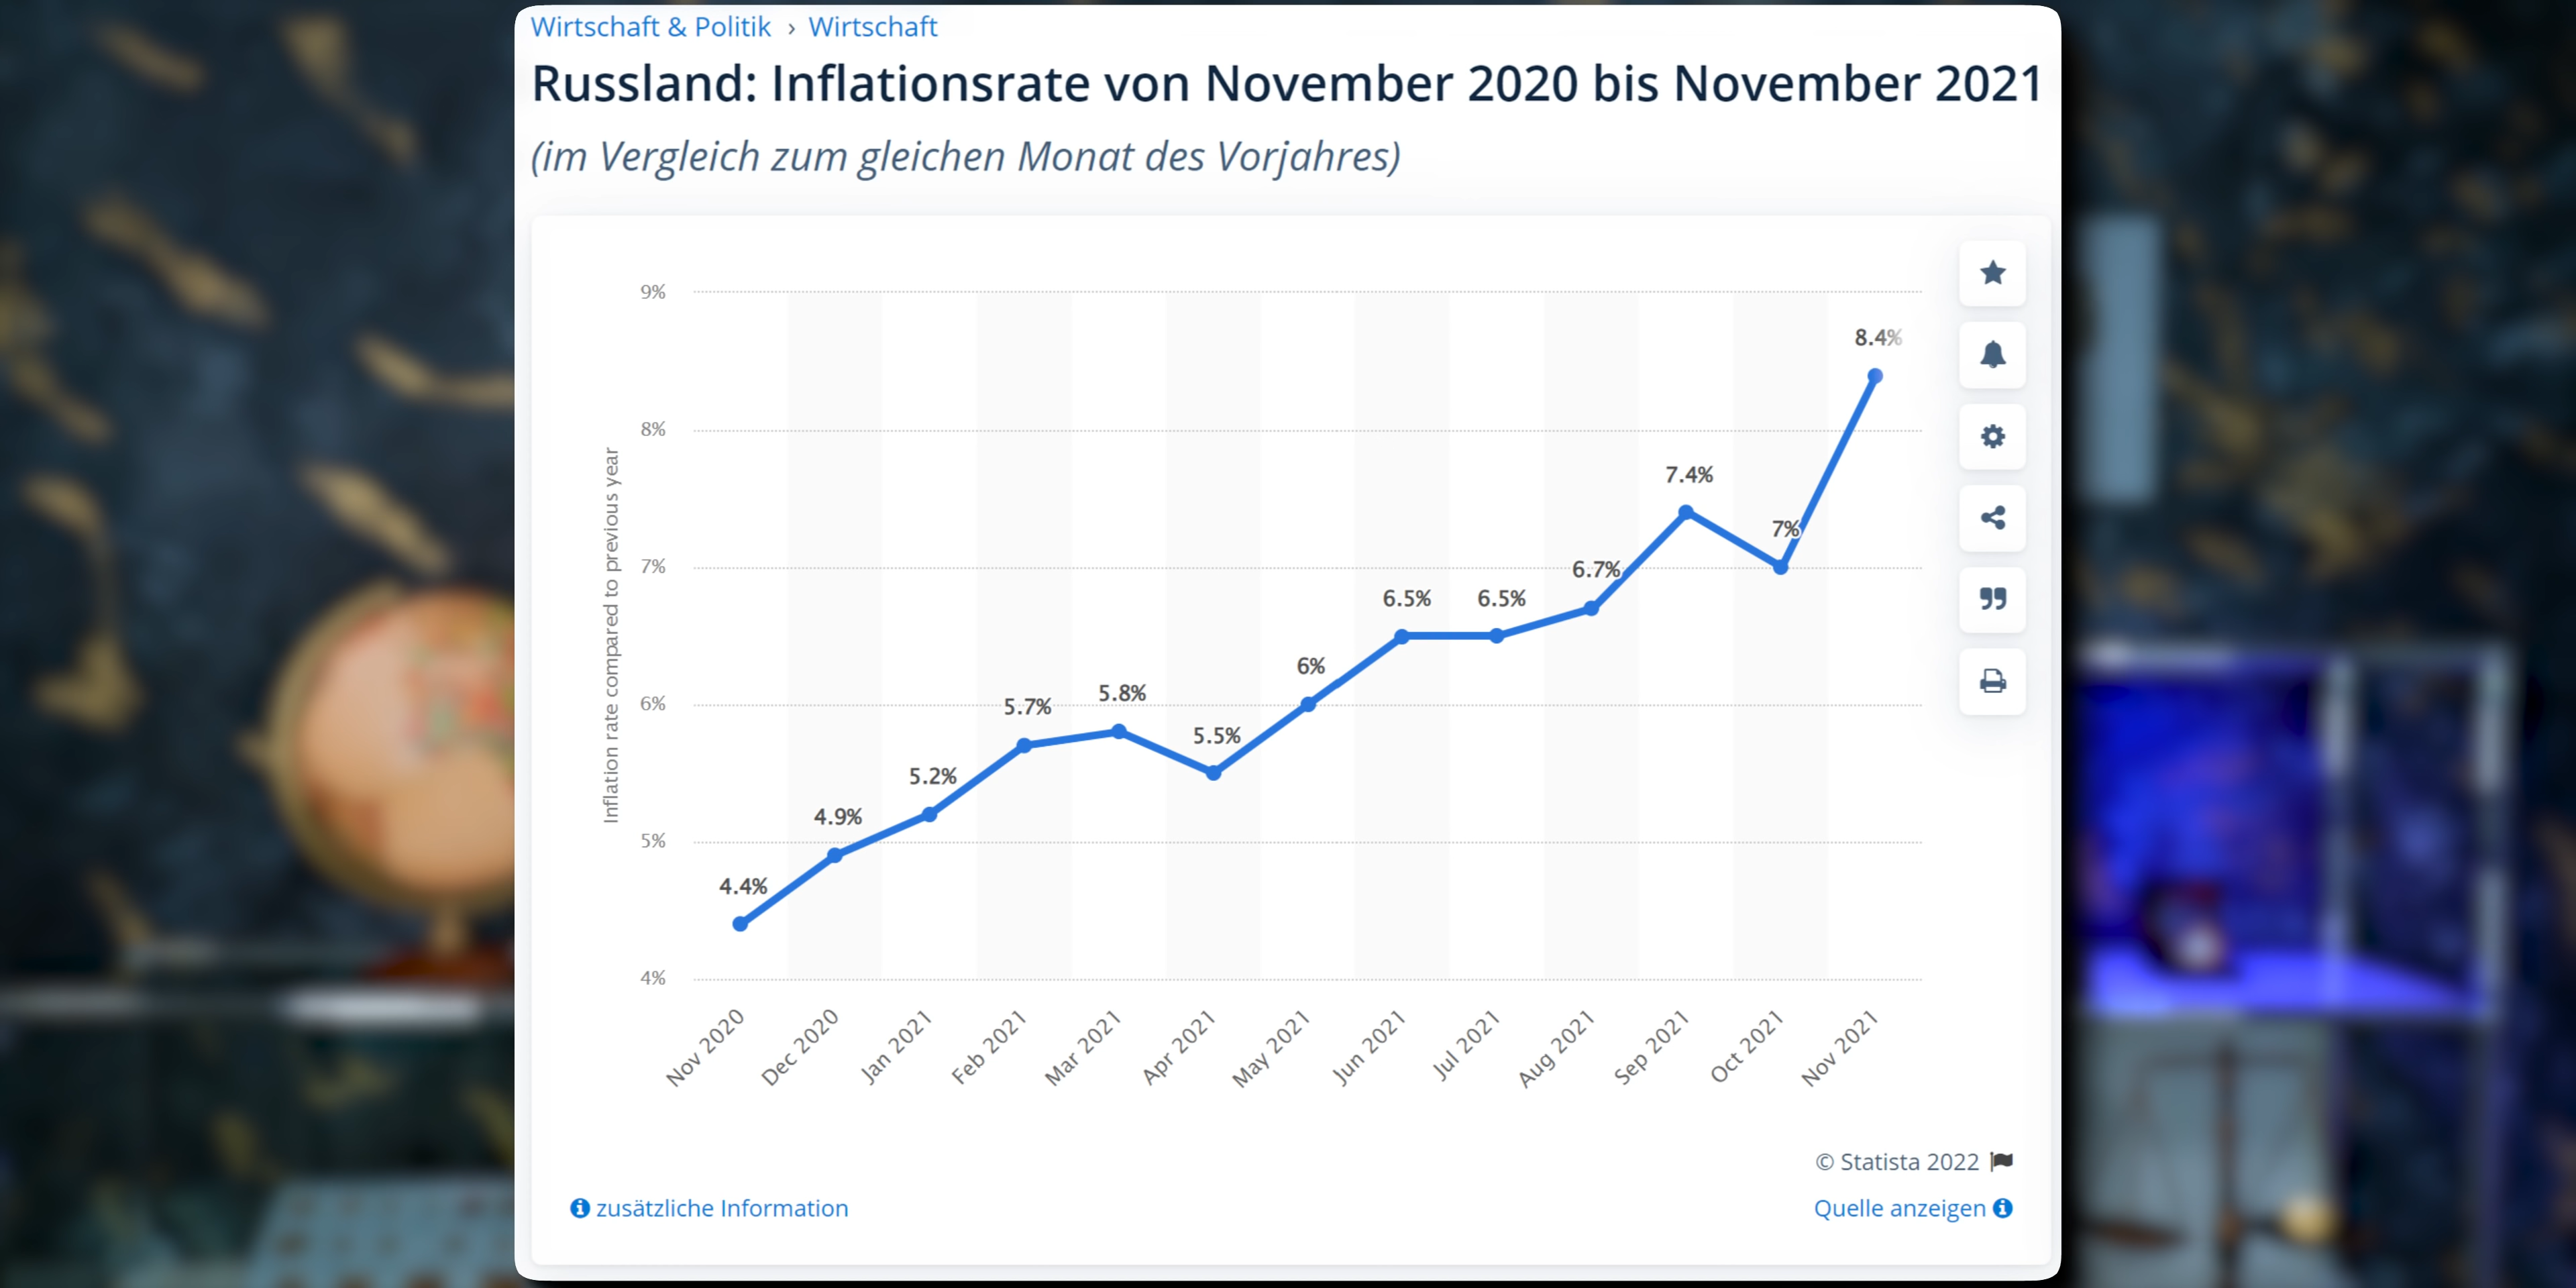 Wirtschaft & Politik › Wirtschaft
Russland: Inflationsrate von November 2020 bis November 2021
(im Vergleich zum gleichen Monat des Vorjahres)
Inflation rate compared to previous year
9%
8%
7%
6%
5%
4%
4.4%
4.9%
5.2%
5.7%
5.8%
5.5%
6%
6.5%
6.5%
6.7%
7.4%
7%
8.4%
Nov 2020
Dec 2020
Jan 2021
Feb 2021
Mar 2021
Apr 2021
May 2021
Jun 2021
Jul 2021
Aug 2021
Sep 2021
Oct 2021
Nov 2021
© Statista 2022
zusätzliche Information
Quelle anzeigen